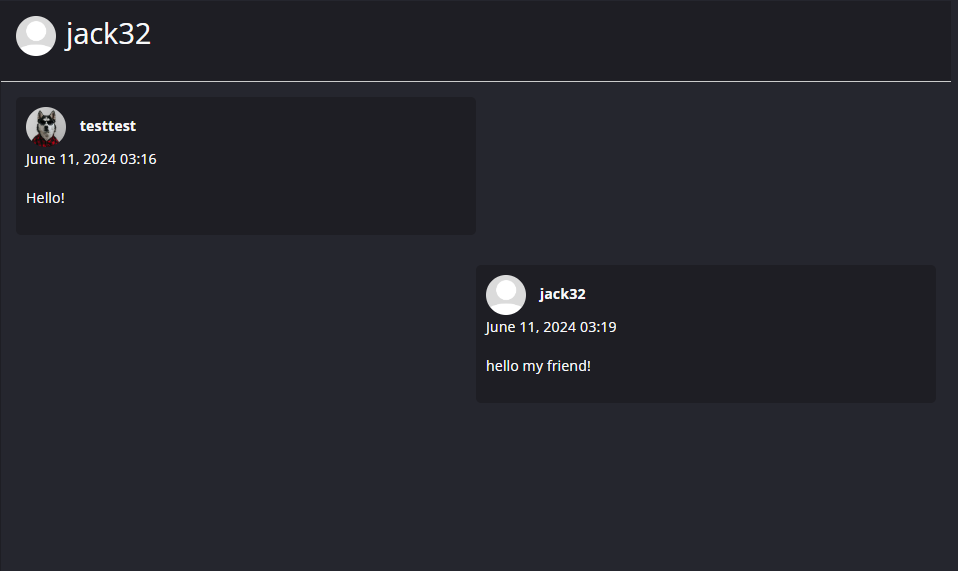 jack32
testtest
June 11, 2024 03:16
Hello!
jack32
June 11, 2024 03:19
hello my friend!